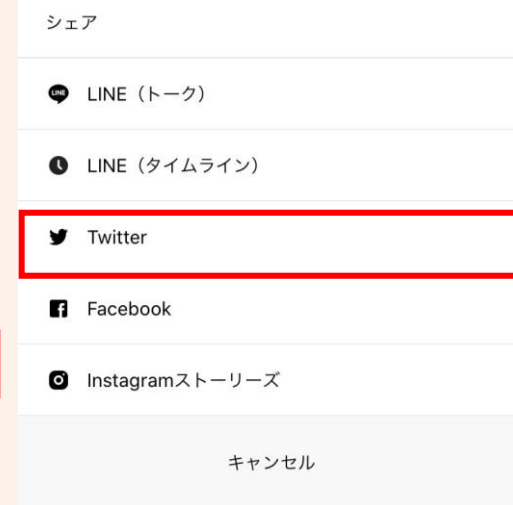 シェア
LINE（トーク）
LINE（タイムライン）
Twitter
Facebook
Instagramストーリーズ
キャンセル